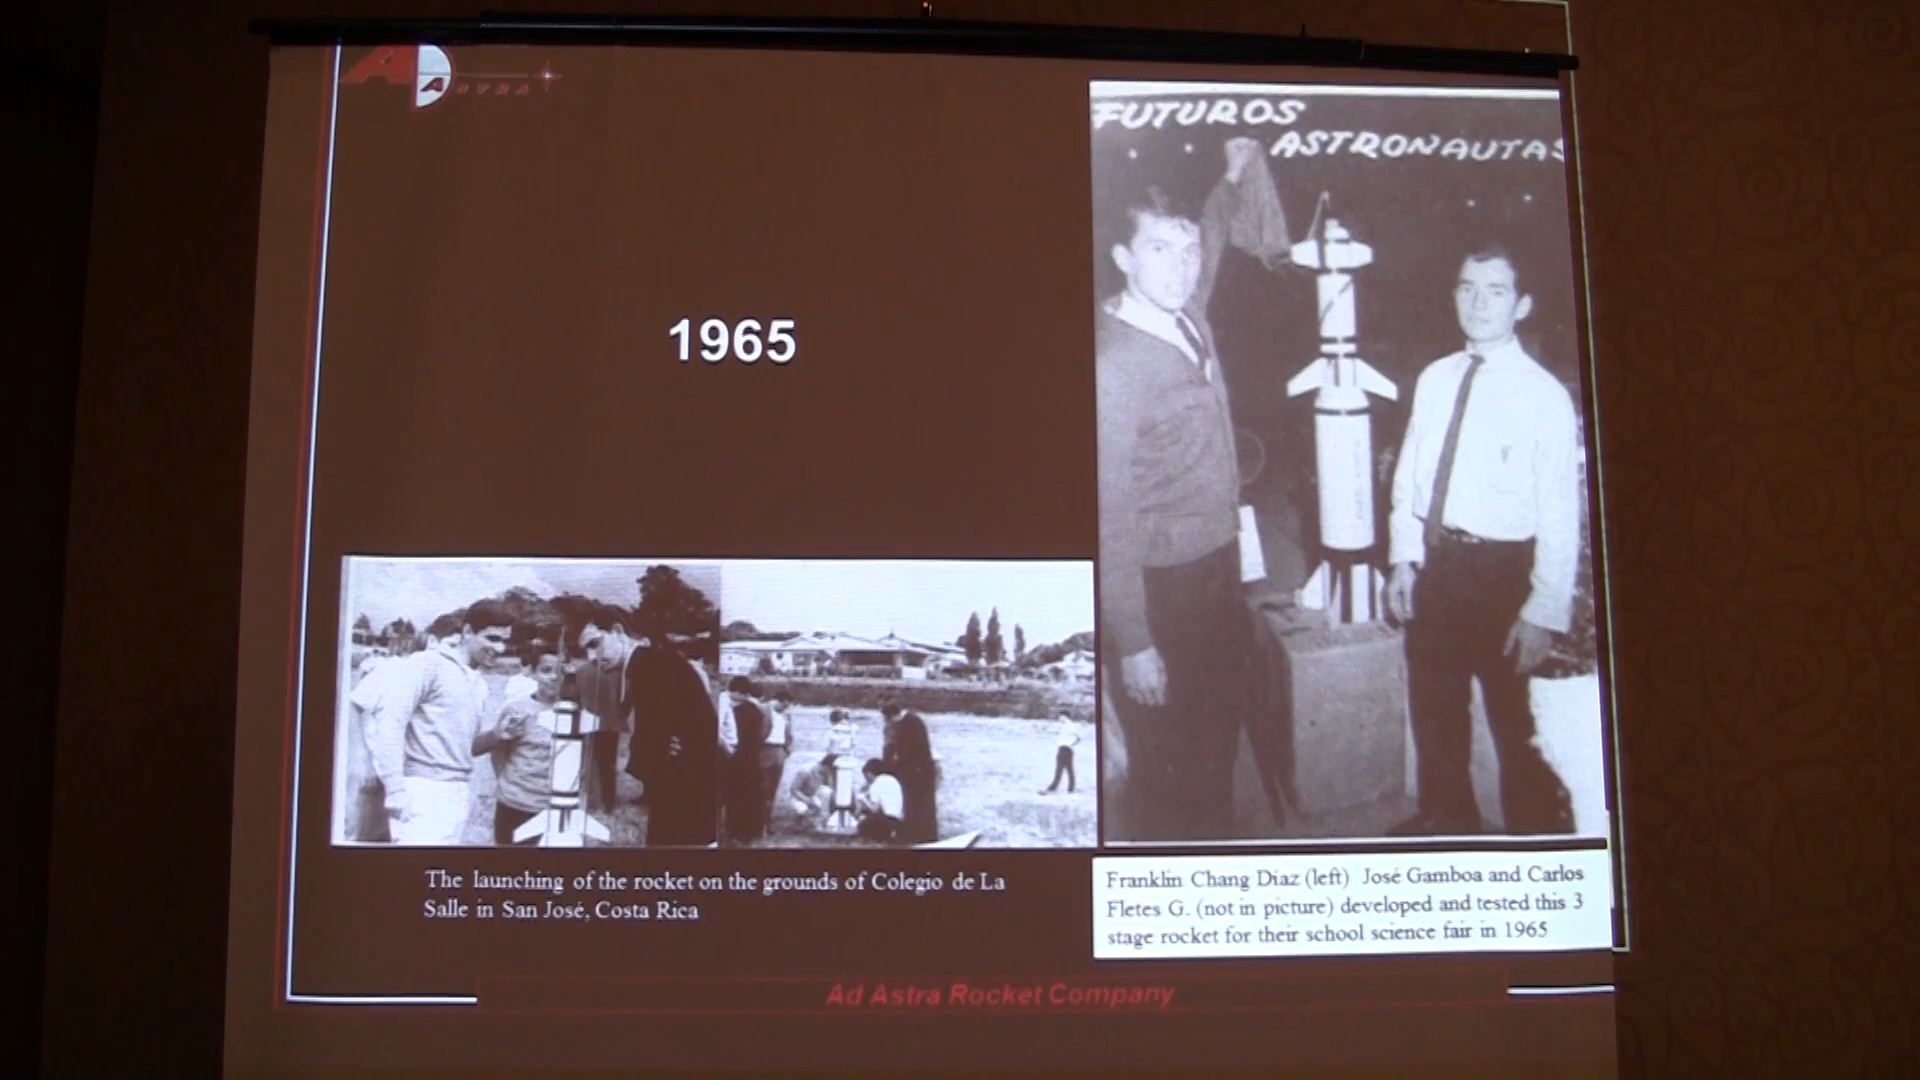 AD ASTRA
FUTUROS
ASTRONAUTAS
1965
The launching of the rocket on the grounds of Colegio de La
Salle in San José, Costa Rica
Franklin Chang Diaz (left) José Gamboa and Carlos
Fletes G. (not in picture) developed and tested this 3
stage rocket for their school science fair in 1965
Ad Astra Rocket Company